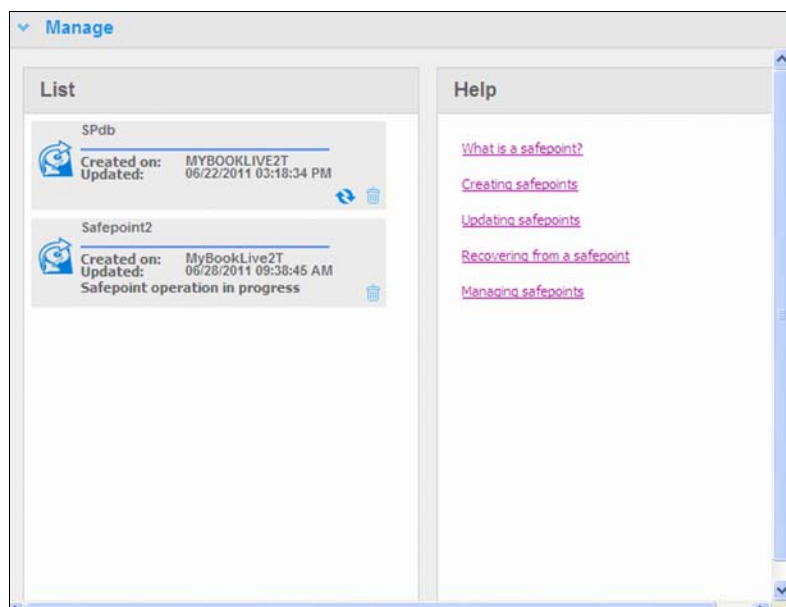 Manage
List
SPdb
Created on: MYBOOKLIVE2T
Updated: 06/22/2011 03:18:34 PM
Safepoint2
Created on: MyBookLive2T
Updated: 06/28/2011 09:38:45 AM
Safepoint operation in progress
Help
What is a safepoint?
Creating safepoints
Updating safepoints
Recovering from a safepoint
Managing safepoints